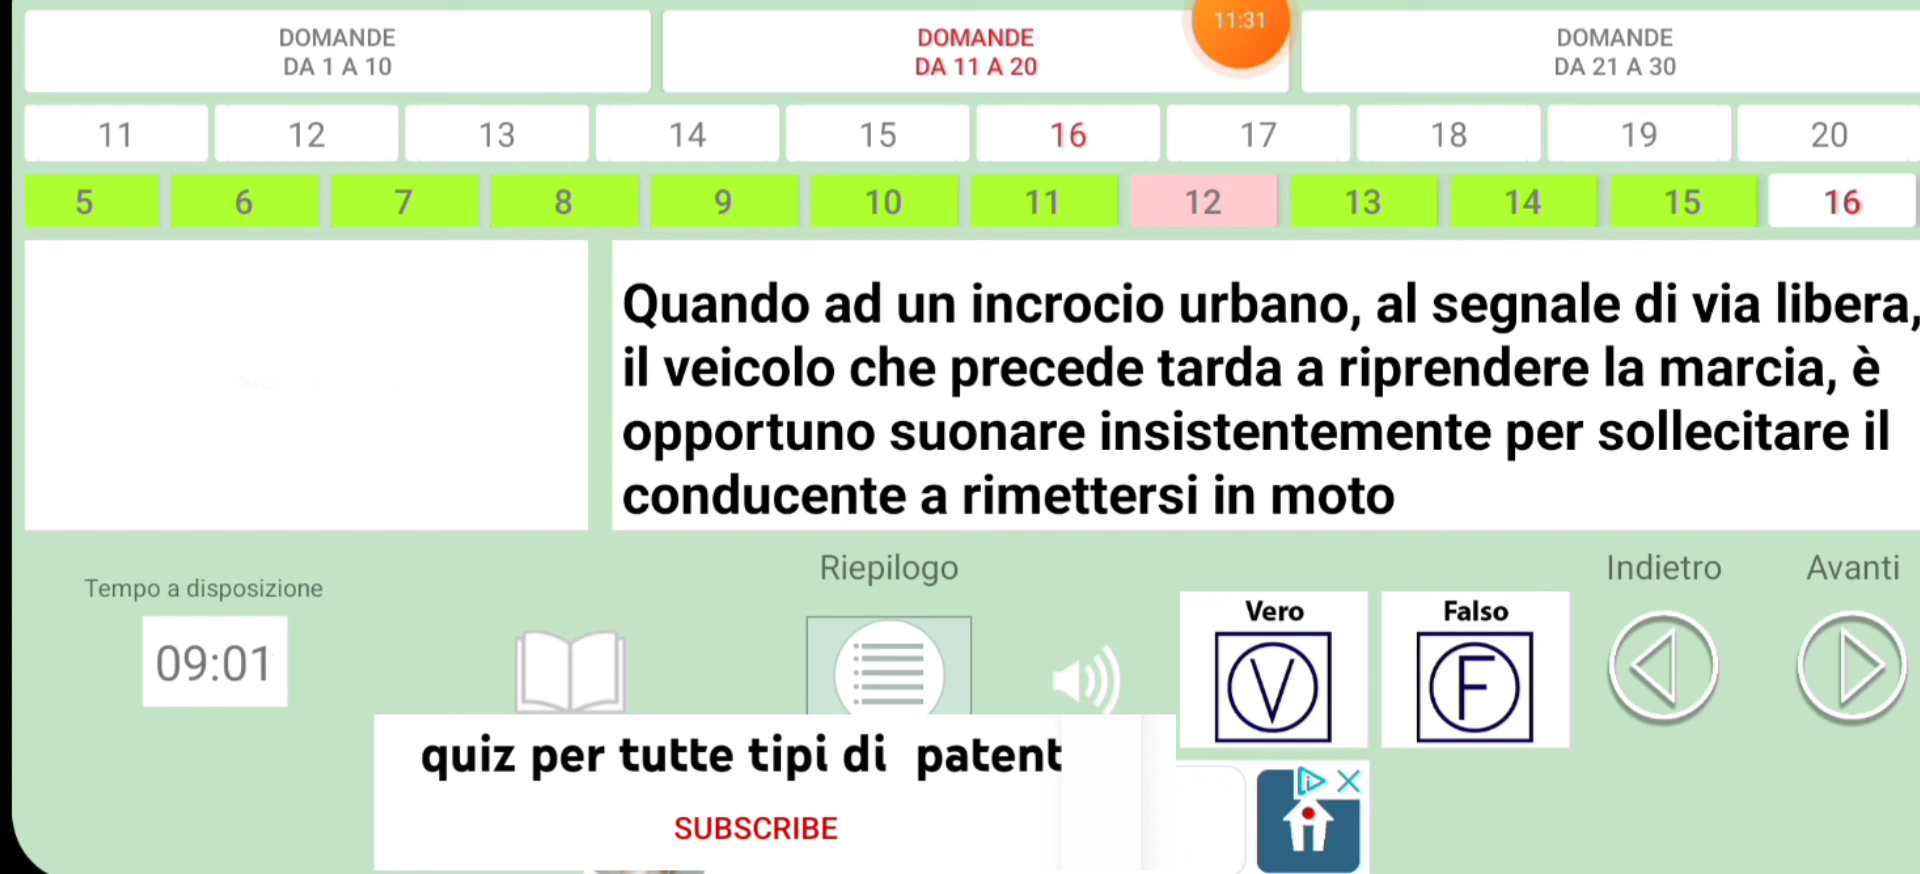 11:31
DOMANDE
DA 1 A 10
DOMANDE
DA 11 A 20
DOMANDE
DA 21 A 30
11 12 13 14 15 16 17 18 19 20
5 6 7 8 9 10 11 12 13 14 15 16
Quando ad un incrocio urbano, al segnale di via libera,
il veicolo che precede tarda a riprendere la marcia, è
opportuno suonare insistentemente per sollecitare il
conducente a rimettersi in moto
Tempo a disposizione
09:01
Riepilogo
Vero
V
Falso
F
Indietro
Avanti
quiz per tutte tipi di patent
SUBSCRIBE